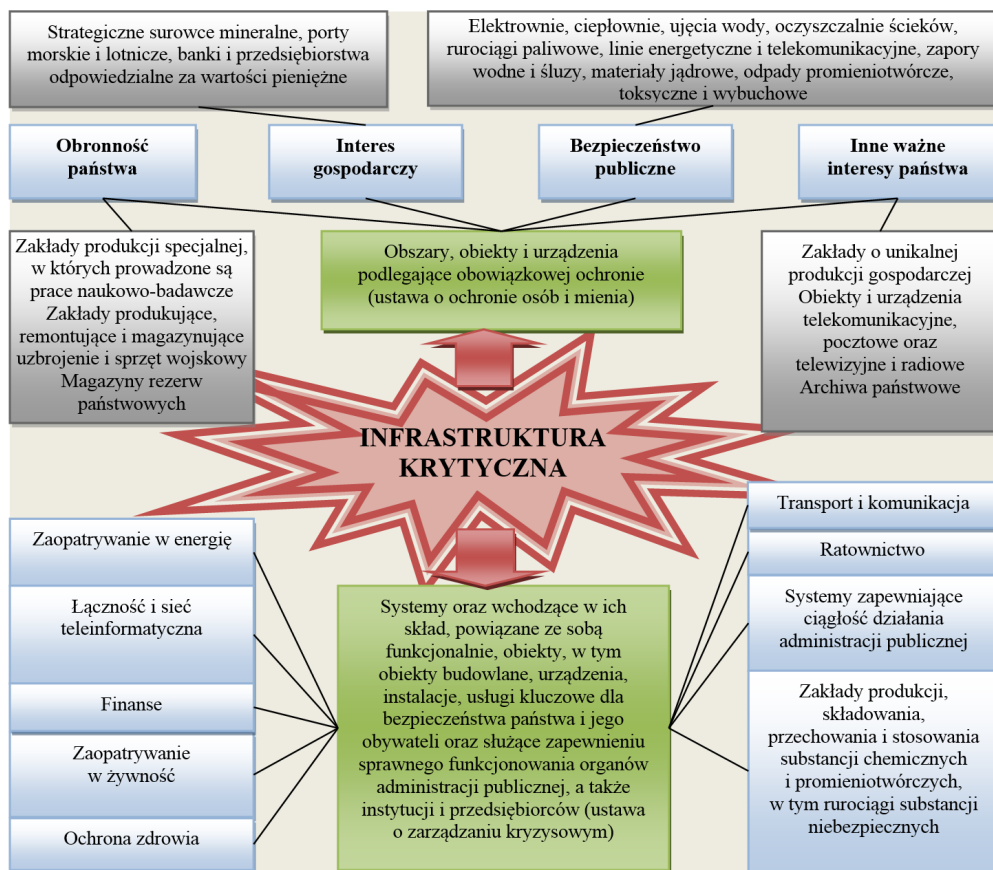 Strategiczne surowce mineralne, porty
morskie i lotnicze, banki i przedsiębiorstwa
odpowiedzialne za wartości pieniężne
Elektrownie, ciepłownie, ujęcia wody, oczyszczalnie ścieków,
rurociągi paliwowe, linie energetyczne i telekomunikacyjne, zapory
wodne i śluzy, materiały jądrowe, odpady promieniotwórcze,
toksyczne i wybuchowe
Obronność
państwa
Interes
gospodarczy
Bezpieczeństwo
publiczne
Inne ważne
interesy państwa
Zakłady produkcji specjalnej,
w których prowadzone są
prace naukowo-badawcze
Zakłady produkujące,
remontujące i magazynujące
uzbrojenie i sprzęt wojskowy
Magazyny rezerw
państwowych
Obszary, obiekty i urządzenia
podlegające obowiązkowej ochronie
(ustawa o ochronie osób i mienia)
Zakłady o unikalnej
produkcji gospodarczej
Obiekty i urządzenia
telekomunikacyjne,
pocztowe oraz
telewizyjne i radiowe
Archiwa państwowe
INFRASTRUKTURA
KRYTYCZNA
Zaopatrywanie w energię
Łączność i sieć
teleinformatyczna
Finanse
Zaopatrywanie
w żywność
Ochrona zdrowia
Systemy oraz wchodzące w ich
skład, powiązane ze sobą
funkcjonalnie, obiekty, w tym
obiekty budowlane, urządzenia,
instalacje, usługi kluczowe dla
bezpieczeństwa państwa i jego
obywateli oraz służące zapewnieniu
sprawnego funkcjonowania organów
administracji publicznej, a także
instytucji i przedsiębiorców (ustawa
o zarządzaniu kryzysowym)
Transport i komunikacja
Ratownictwo
Systemy zapewniające
ciągłość działania
administracji publicznej
Zakłady produkcji,
składowania,
przechowania i stosowania
substancji chemicznych
i promieniotwórczych,
w tym rurociągi substancji
niebezpiecznych